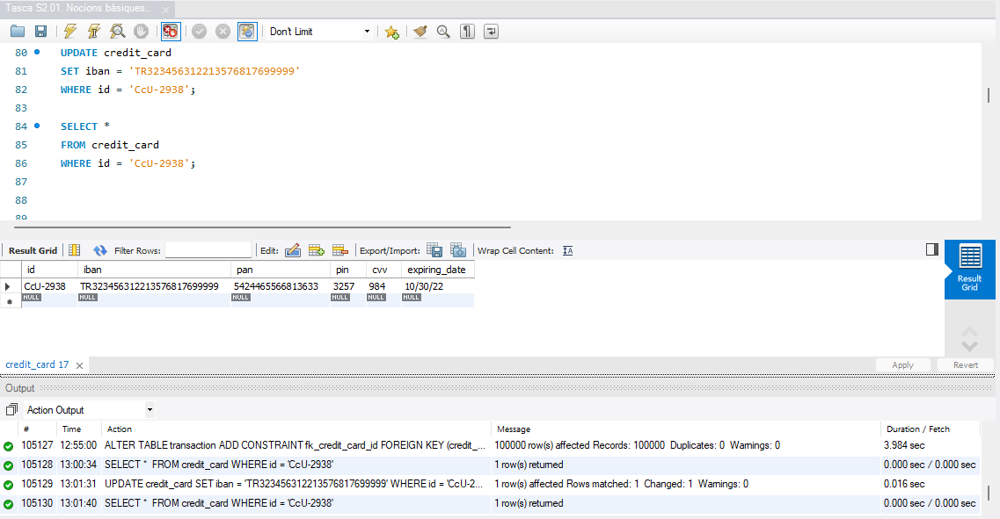 Tasca S2.01. Nocions bàsiques...
Don't Limit
80 UPDATE credit_card
81 SET iban = 'TR323456312213576817699999'
82 WHERE id = 'CcU-2938';
83
84 SELECT *
85 FROM credit_card
86 WHERE id = 'CcU-2938';
87
88
89
Result Grid Filter Rows: Edit: Export/Import: Wrap Cell Content:
id iban pan pin cvv expiring_date
CcU-2938 TR323456312213576817699999 5424465566813633 3257 984 10/30/22
NULL NULL NULL NULL NULL NULL
Result
Grid
credit_card 17 Apply Revert
Output
Action Output
# Time Action Message Duration / Fetch
105127 12:55:00 ALTER TABLE transaction ADD CONSTRAINT fk_credit_card_id FOREIGN KEY (credit_... 100000 row(s) affected Records: 100000 Duplicates: 0 Warnings: 0 3.984 sec
105128 13:00:34 SELECT * FROM credit_card WHERE id = 'CcU-2938' 1 row(s) returned 0.000 sec / 0.000 sec
105129 13:01:31 UPDATE credit_card SET iban = 'TR323456312213576817699999' WHERE id = 'CcU-2... 1 row(s) affected Rows matched: 1 Changed: 1 Warnings: 0 0.016 sec
105130 13:01:40 SELECT * FROM credit_card WHERE id = 'CcU-2938' 1 row(s) returned 0.000 sec / 0.000 sec